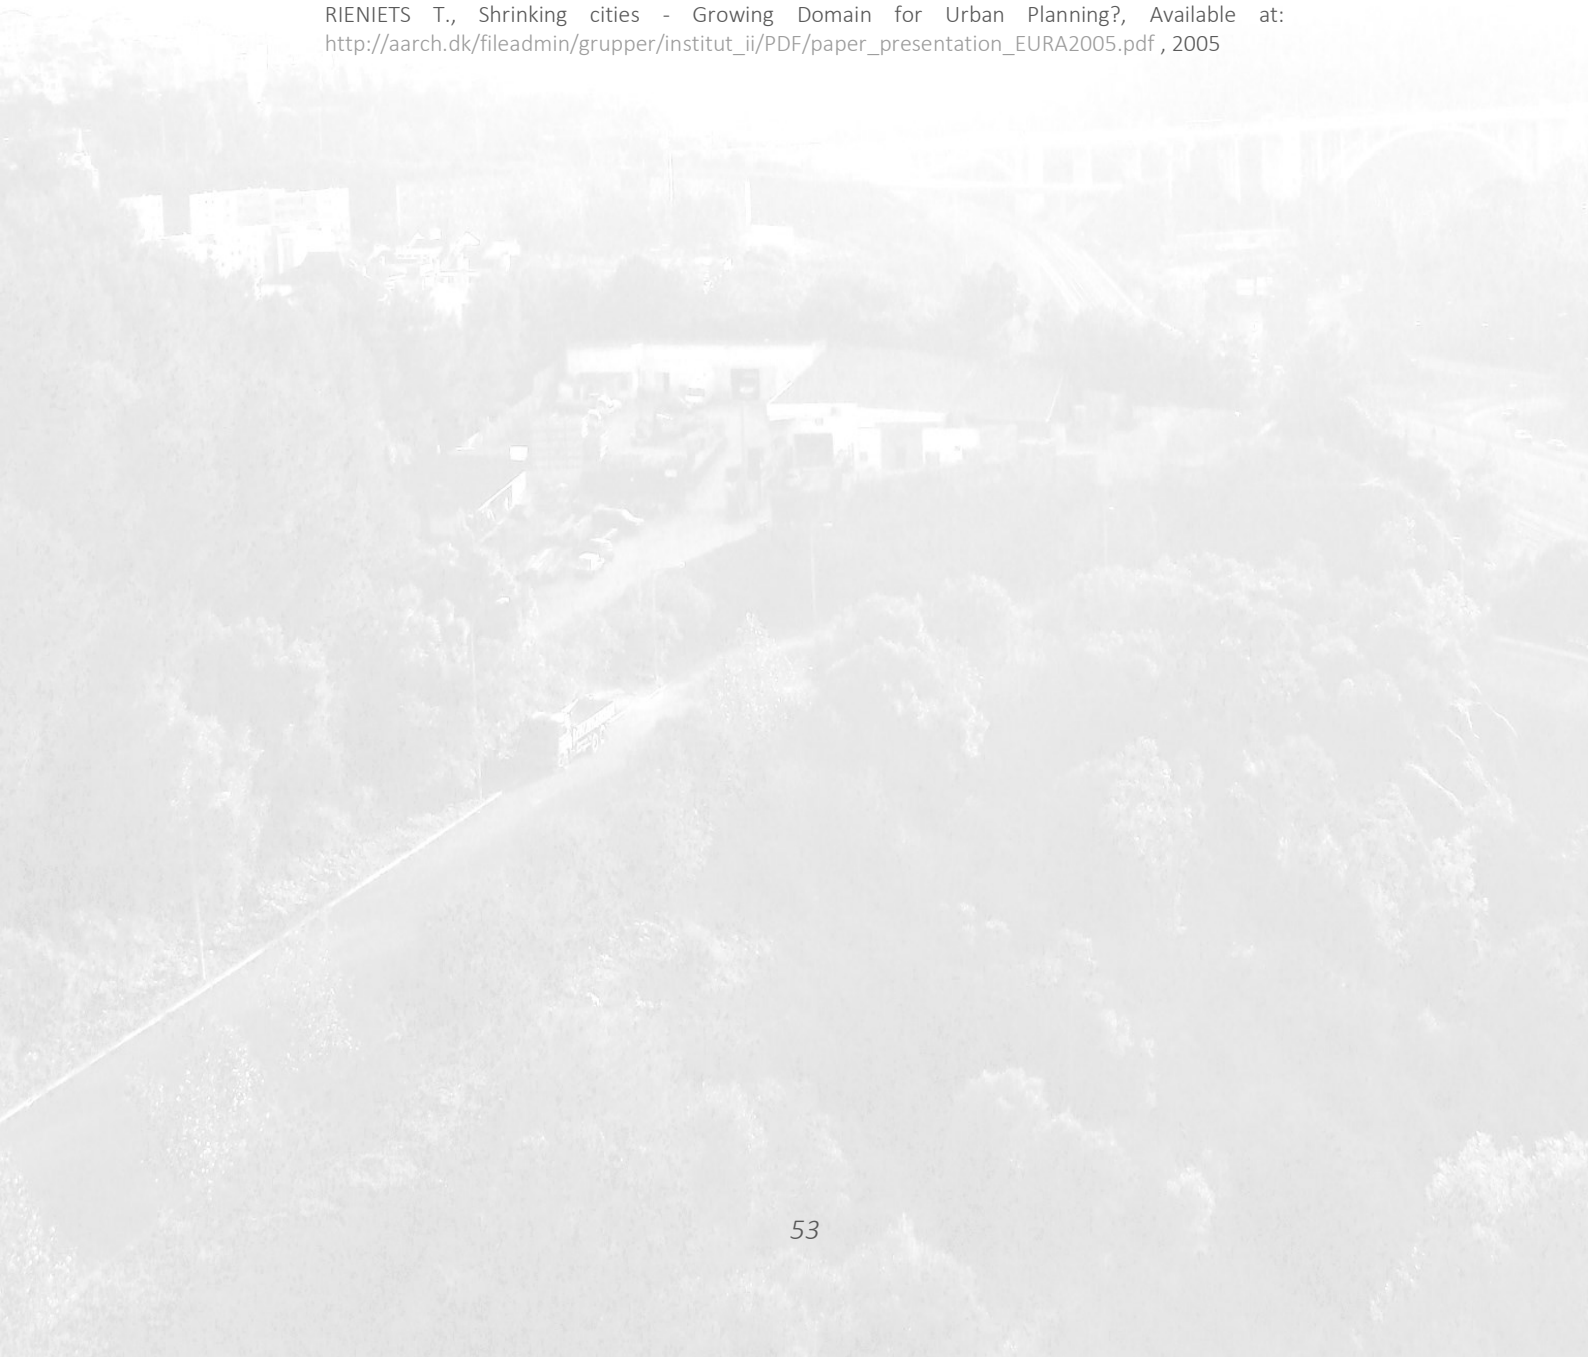 RIENIETS T., Shrinking cities - Growing Domain for Urban Planning?, Available at:
http://aarch.dk/fileadmin/grupper/institut_ii/PDF/paper_presentation_EURA2005.pdf , 2005
53